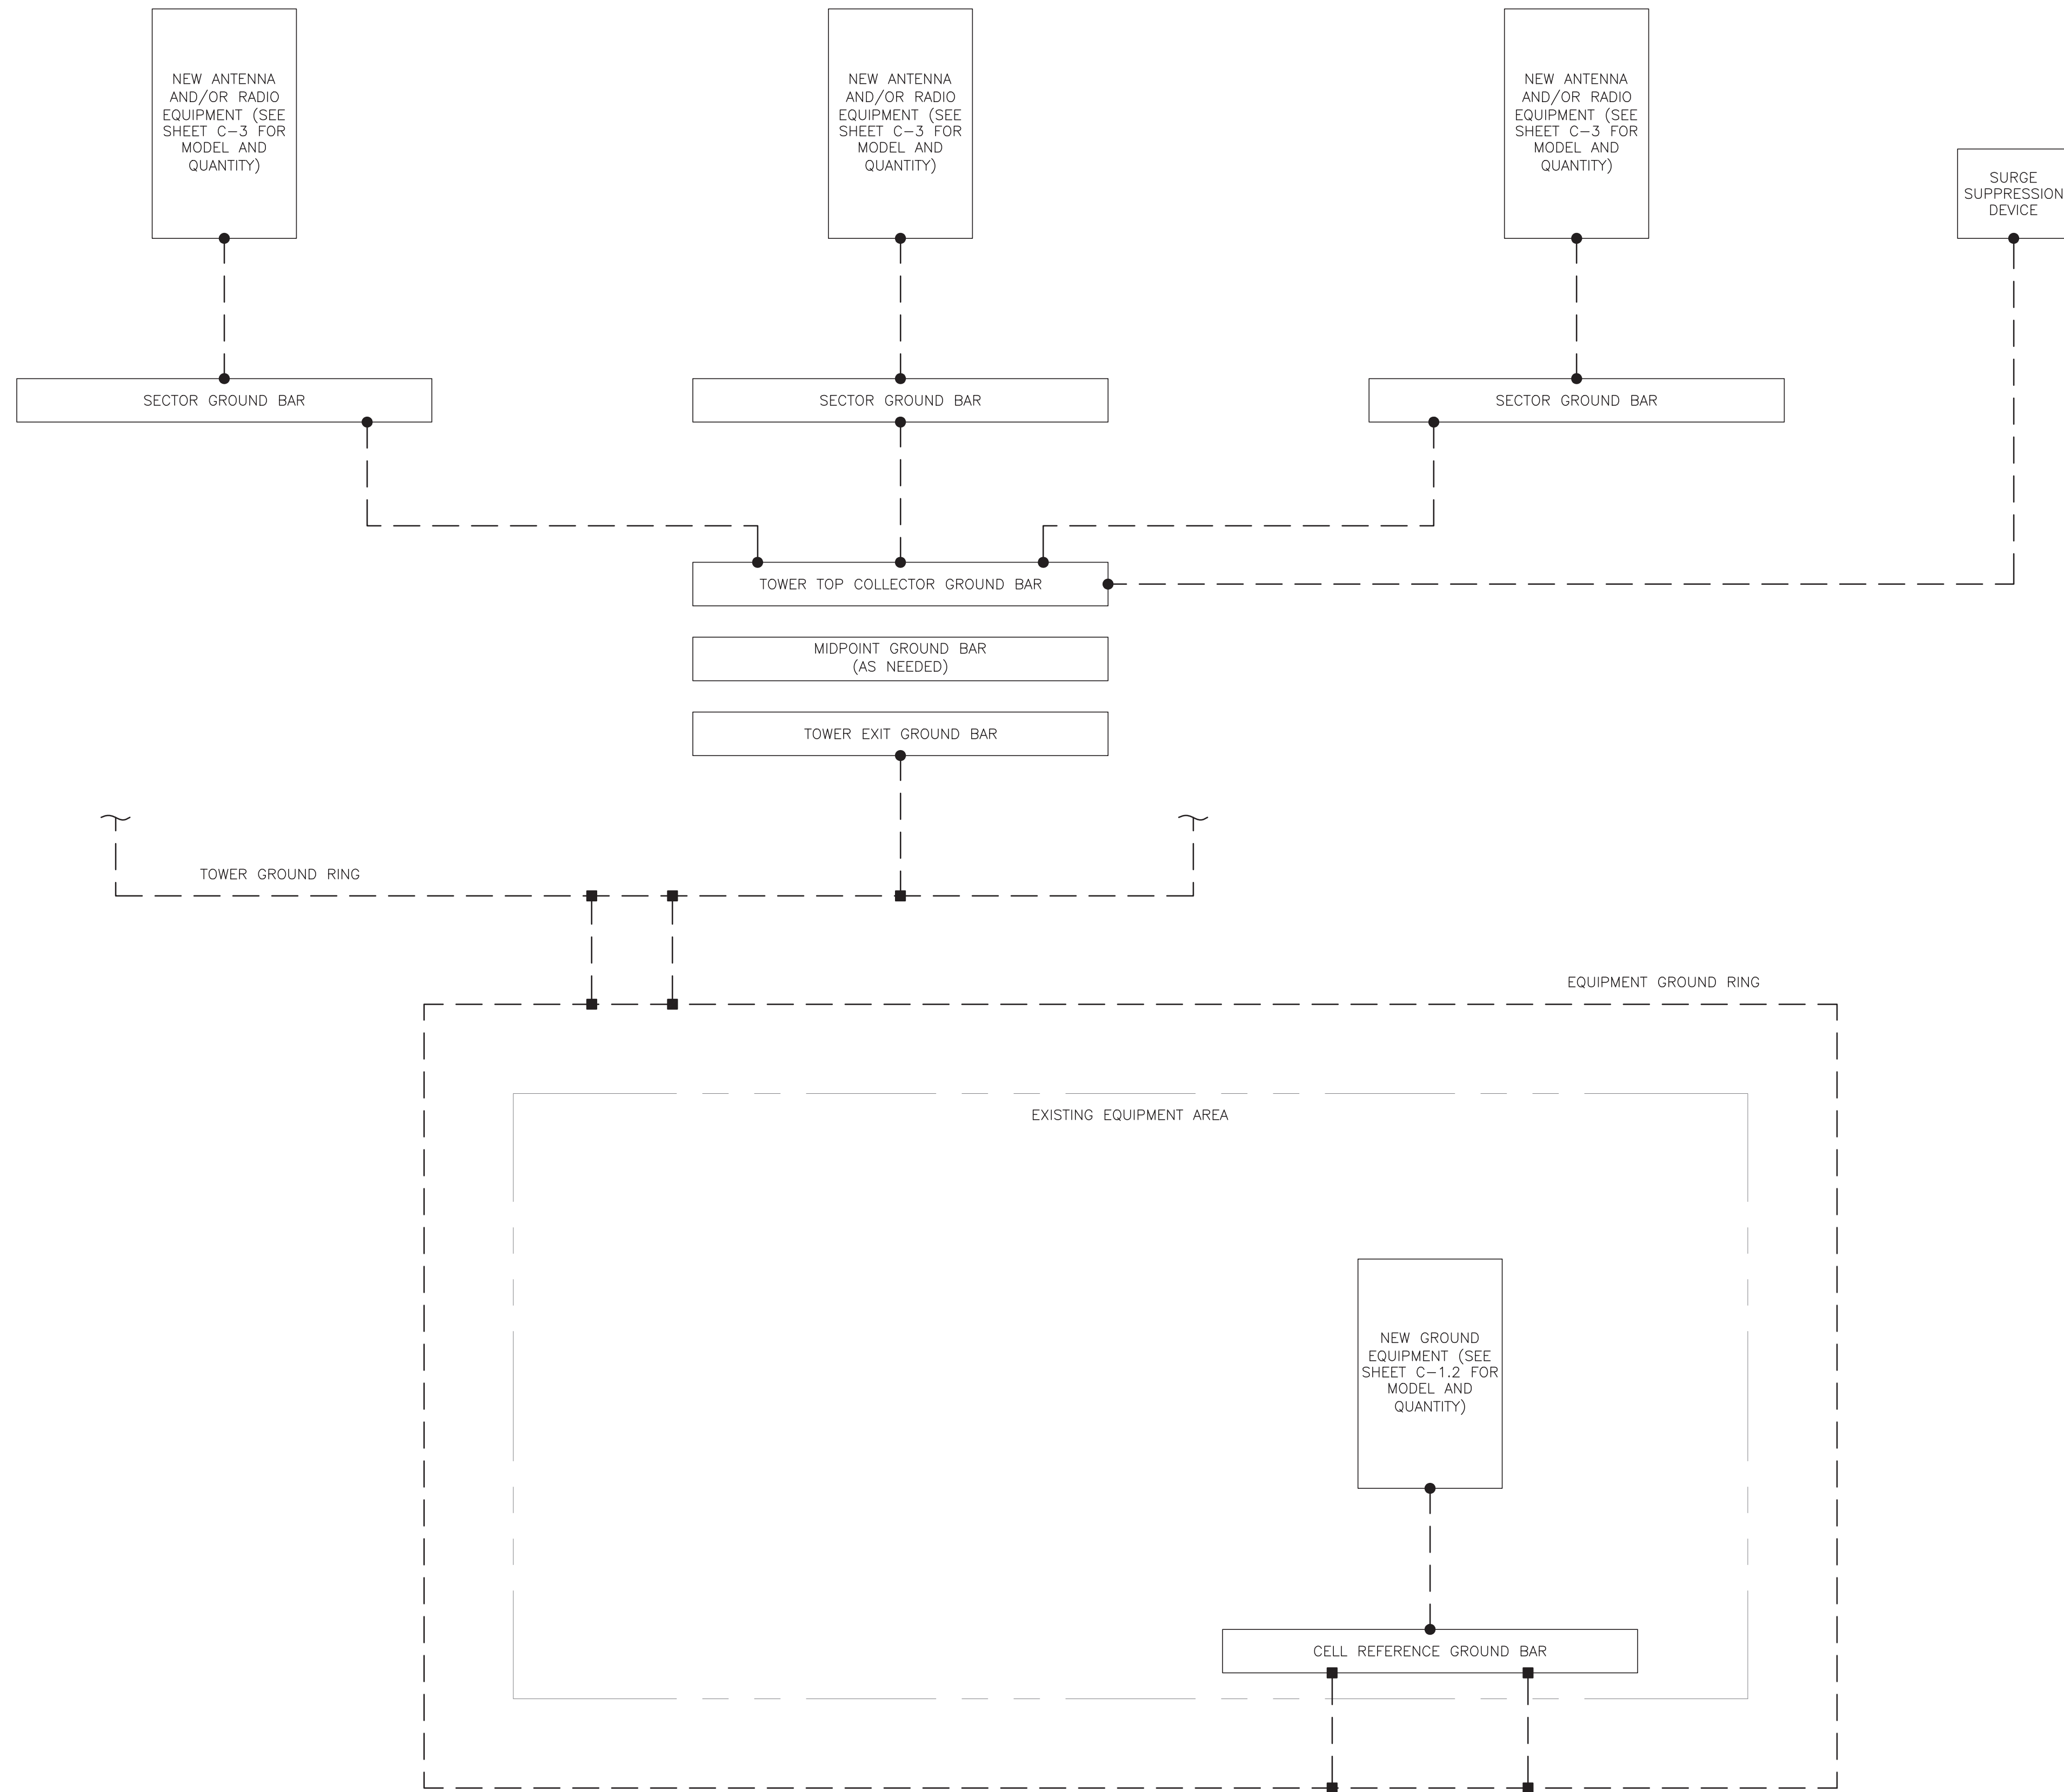 NEW ANTENNA
AND/OR RADIO
EQUIPMENT (SEE
SHEET C-3 FOR
MODEL AND
QUANTITY)
NEW ANTENNA
AND/OR RADIO
EQUIPMENT (SEE
SHEET C-3 FOR
MODEL AND
QUANTITY)
NEW ANTENNA
AND/OR RADIO
EQUIPMENT (SEE
SHEET C-3 FOR
MODEL AND
QUANTITY)
SURGE
SUPPRESSION
DEVICE
SECTOR GROUND BAR
SECTOR GROUND BAR
SECTOR GROUND BAR
TOWER TOP COLLECTOR GROUND BAR
MIDPOINT GROUND BAR
(AS NEEDED)
TOWER EXIT GROUND BAR
TOWER GROUND RING
EQUIPMENT GROUND RING
EXISTING EQUIPMENT AREA
NEW GROUND
EQUIPMENT (SEE
SHEET C-1.2 FOR
MODEL AND
QUANTITY)
CELL REFERENCE GROUND BAR